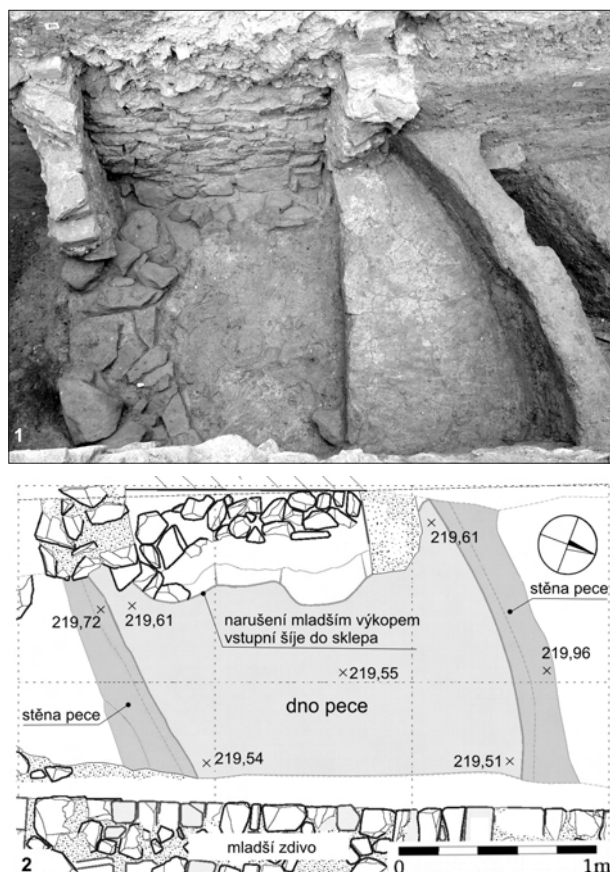 1
219,61
stěna pece
219,72
219,61
narušení mladším výkopem
vstupní šíje do sklepa
219,96
219,55
dno pece
stěna pece
219,54
219,51
mladší zdivo
2
0
1m